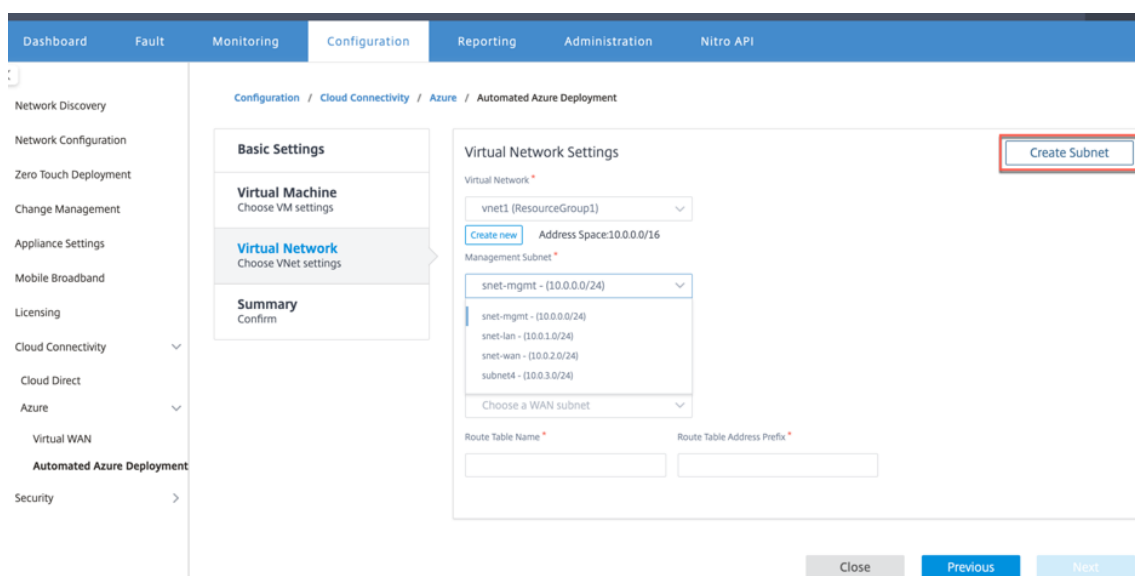 Dashboard Fault Monitoring Configuration Reporting Administration Nitro API
Network Discovery
Network Configuration
Zero Touch Deployment
Change Management
Appliance Settings
Mobile Broadband
Licensing
Cloud Connectivity
Cloud Direct
Azure
Virtual WAN
Automated Azure Deployment
Security
Configuration / Cloud Connectivity / Azure / Automated Azure Deployment
Basic Settings
Virtual Machine
Choose VM settings
Virtual Network
Choose VNet settings
Summary
Confirm
Virtual Network Settings
Create Subnet
Virtual Network *
vnet1 (ResourceGroup1)
Create new Address Space:10.0.0.0/16
Management Subnet *
snet-mgmt - (10.0.0.0/24)
snet-mgmt - (10.0.0.0/24)
snet-lan - (10.0.1.0/24)
snet-wan - (10.0.2.0/24)
subnet4 - (10.0.3.0/24)
Choose a WAN subnet
Route Table Name * Route Table Address Prefix *
Close Previous Next